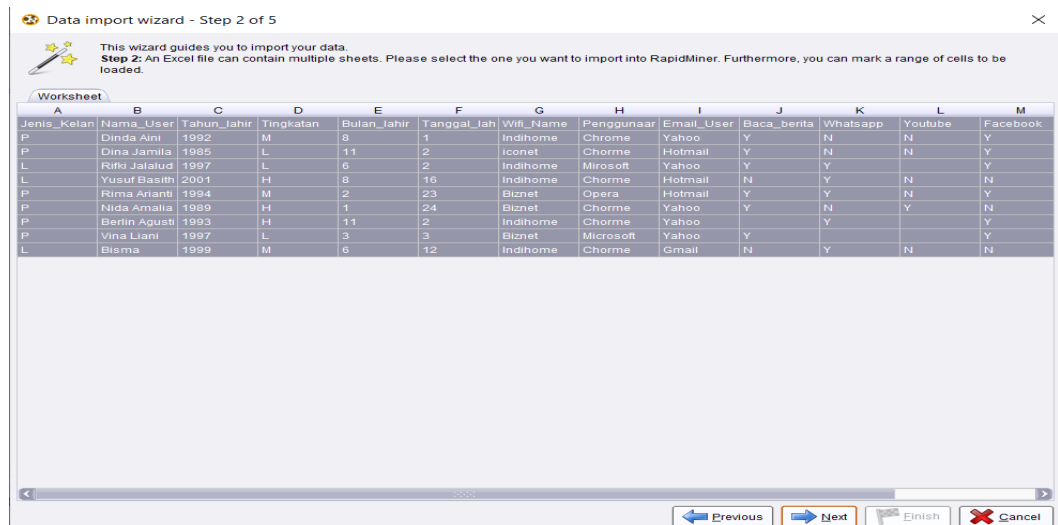 Data import wizard - Step 2 of 5
This wizard guides you to import your data.
Step 2: An Excel file can contain multiple sheets. Please select the one you want to import into RapidMiner. Furthermore, you can mark a range of cells to be
loaded.
Worksheet
A B C D E F G H I J K L M
Jenis_Kelan Nama_User Tahun_lahir Tingkatan Bulan_lahir Tanggal_lah Wifi_Name Penggunaar Email_User Baca_berita Whatsapp Youtube Facebook
P Dinda Aini 1992 M 8 1 Indihome Chrome Yahoo Y N N Y
P Dina Jamila 1985 L 11 2 iconet Chorme Hotmail Y N N Y
L Rifki Jalalud 1997 L 6 2 Indihome Mirosoft Yahoo Y Y Y
L Yusuf Basith 2001 H 8 16 Indihome Chorme Hotmail N Y N N
P Rima Arianti 1994 M 2 23 Biznet Opera Hotmail Y Y N Y
P Nida Amalia 1989 H 1 24 Biznet Chorme Yahoo Y N Y N
P Berlin Agusti 1993 H 11 2 Indihome Chorme Yahoo Y Y
P Vina Liani 1997 L 3 3 Biznet Microsoft Yahoo Y Y
L Bisma 1999 M 6 12 Indihome Chorme Gmail N Y N N
Previous Next Finish Cancel